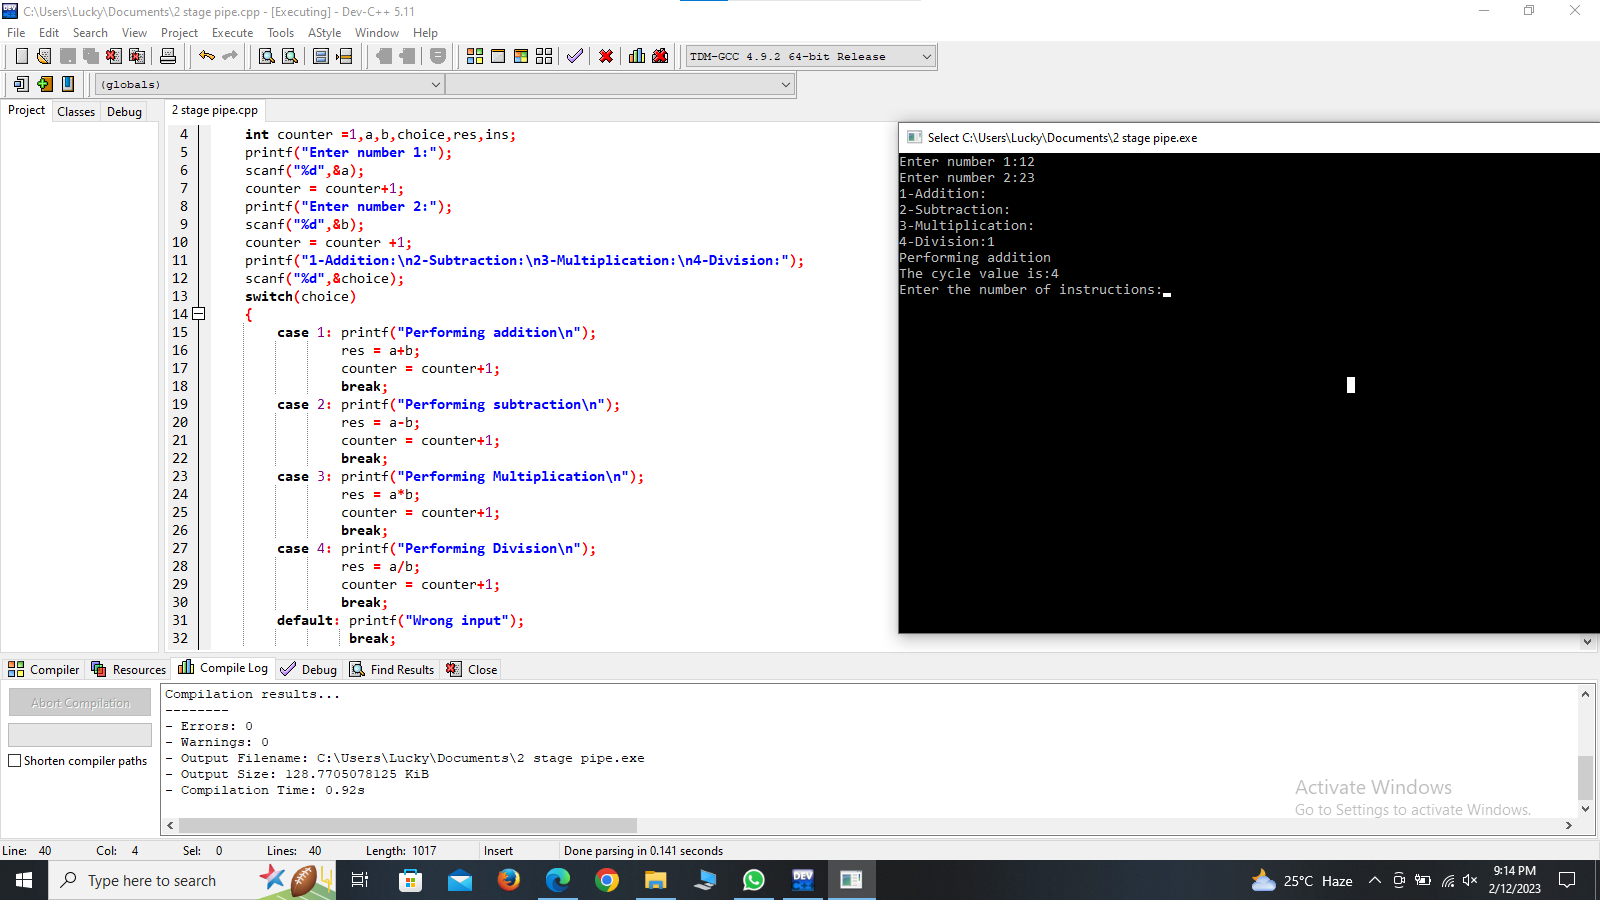 C:\Users\Lucky\Documents\2 stage pipe.cpp - [Executing] - Dev-C++ 5.11
File Edit Search View Project Execute Tools AStyle Window Help
TDM-GCC 4.9.2 64-bit Release
(globals)
Project Classes Debug
2 stage pipe.cpp
4 int counter =1,a,b,choice,res,ins;
5 printf("Enter number 1:");
6 scanf("%d",&a);
7 counter = counter+1;
8 printf("Enter number 2:");
9 scanf("%d",&b);
10 counter = counter +1;
11 printf("1-Addition:\n2-Subtraction:\n3-Multiplication:\n4-Division:");
12 scanf("%d",&choice);
13 switch(choice)
14 {
15 case 1: printf("Performing addition\n");
16 res = a+b;
17 counter = counter+1;
18 break;
19 case 2: printf("Performing subtraction\n");
20 res = a-b;
21 counter = counter+1;
22 break;
23 case 3: printf("Performing Multiplication\n");
24 res = a*b;
25 counter = counter+1;
26 break;
27 case 4: printf("Performing Division\n");
28 res = a/b;
29 counter = counter+1;
30 break;
31 default: printf("Wrong input");
32 break;
Select C:\Users\Lucky\Documents\2 stage pipe.exe
Enter number 1:12
Enter number 2:23
1-Addition:
2-Subtraction:
3-Multiplication:
4-Division:1
Performing addition
The cycle value is:4
Enter the number of instructions:
Compiler Resources Compile Log Debug Find Results Close
Abort Compilation
Shorten compiler paths
Compilation results...
--------
- Errors: 0
- Warnings: 0
- Output Filename: C:\Users\Lucky\Documents\2 stage pipe.exe
- Output Size: 128.7705078125 KiB
- Compilation Time: 0.92s
Activate Windows
Go to Settings to activate Windows.
Line: 40 Col: 4 Sel: 0 Lines: 40 Length: 1017 Insert Done parsing in 0.141 seconds
Type here to search
DEV
25°C Haze
9:14 PM
2/12/2023